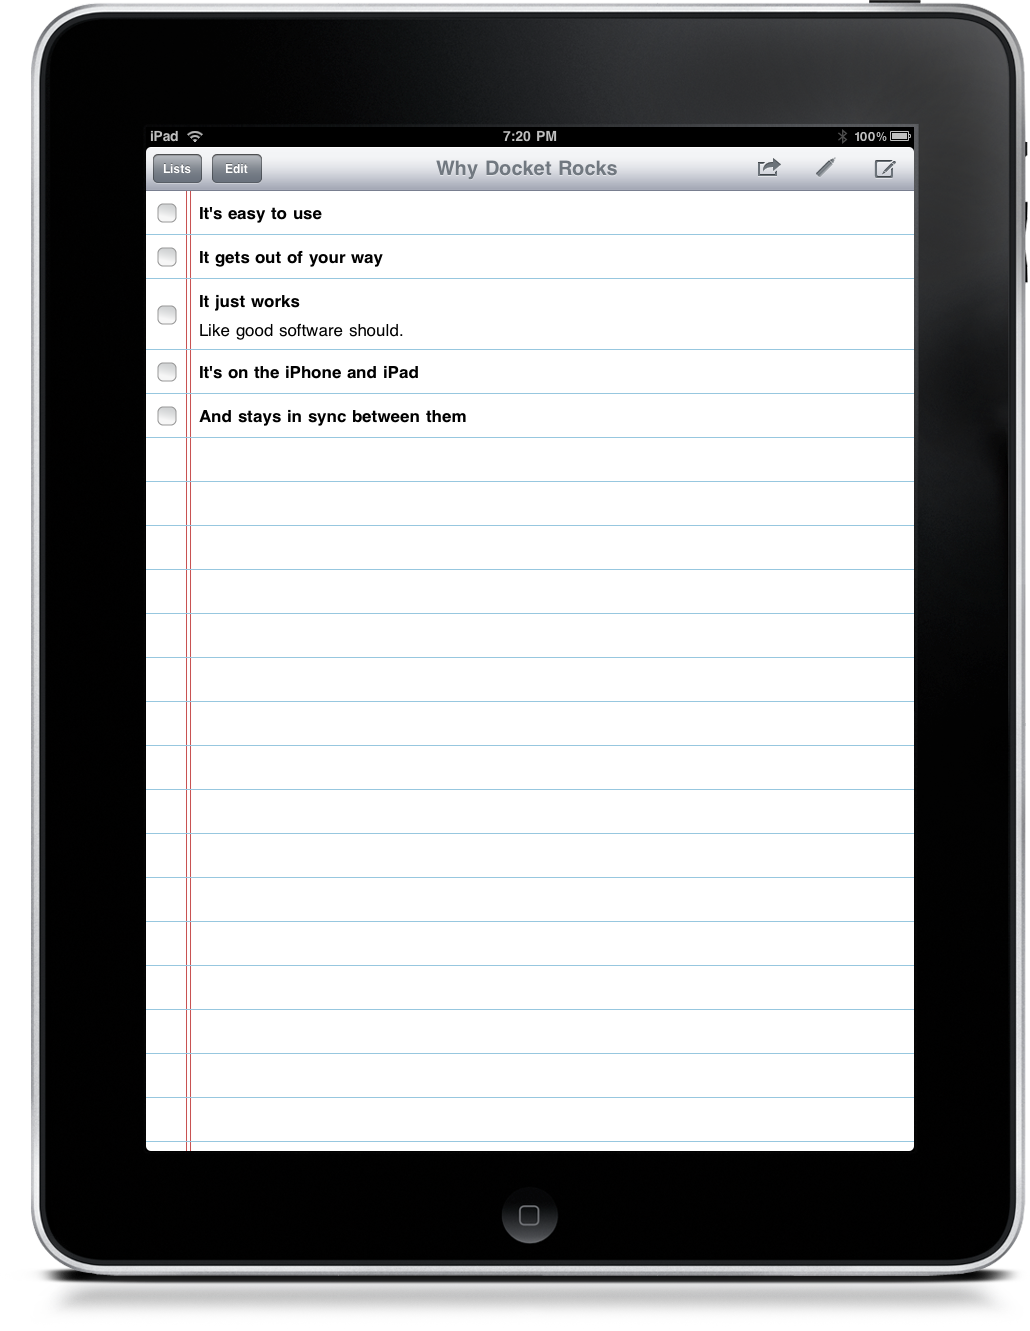 iPad 7:20 PM 100%
Lists Edit Why Docket Rocks
It's easy to use
It gets out of your way
It just works
Like good software should.
It's on the iPhone and iPad
And stays in sync between them